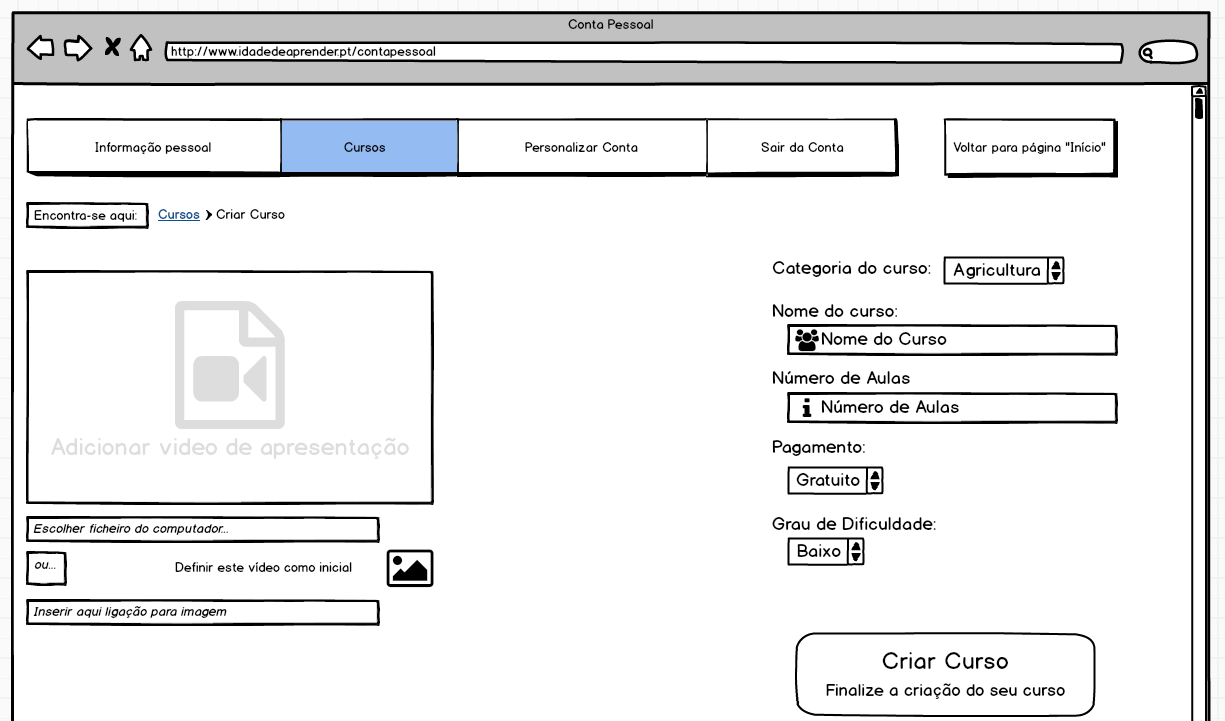 Conta Pessoal
http://www.idadedeaprender.pt/contapessoal
Informação pessoal
Cursos
Personalizar Conta
Sair da Conta
Voltar para página "Início"
Encontra-se aqui:
Cursos
Criar Curso
Adicionar video de apresentação
Escolher ficheiro do computador...
ou...
Definir este vídeo como inicial
Inserir aqui ligação para imagem
Categoria do curso:
Agricultura
Nome do curso:
Nome do Curso
Número de Aulas
Número de Aulas
Pagamento:
Gratuito
Grau de Dificuldade:
Baixo
Criar Curso
Finalize a criação do seu curso